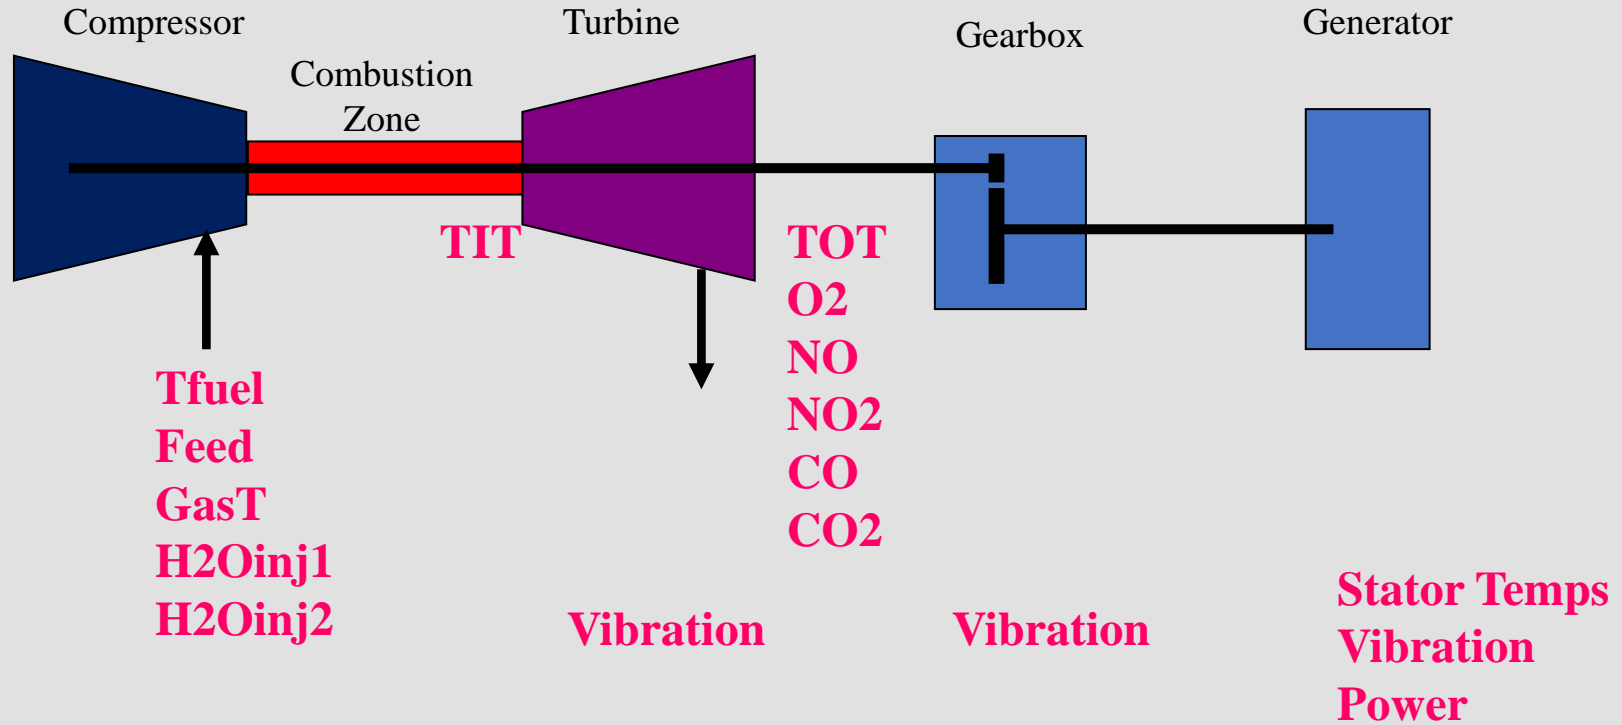 Compressor
Turbine
Gearbox
Generator
Combustion
Zone
TIT
TOT
O2
NO
NO2
CO
CO2
Tfuel
Feed
GasT
H2Oinj1
H2Oinj2
Vibration
Vibration
Stator Temps
Vibration
Power